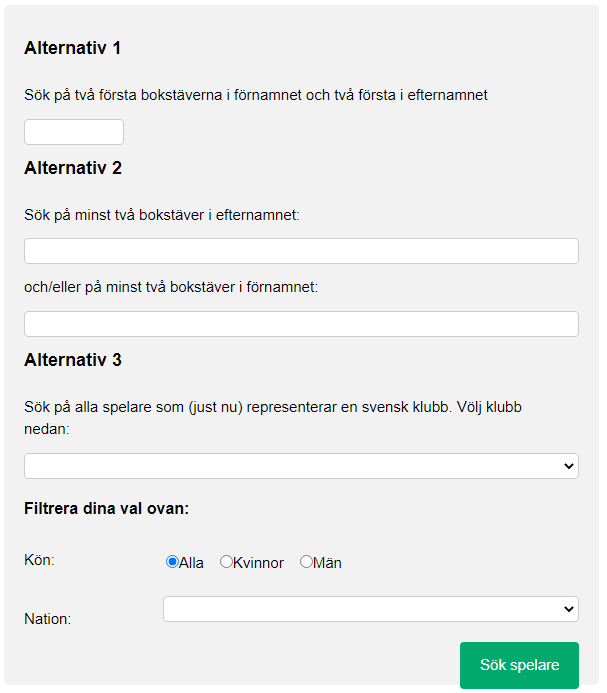 Alternativ 1
Sök på två första bokstäverna i förnamnet och två första i efternamnet
Alternativ 2
Sök på minst två bokstäver i efternamnet:
och/eller på minst två bokstäver i förnamnet:
Alternativ 3
Sök på alla spelare som (just nu) representerar en svensk klubb. Völj klubb
nedan:
Filtrera dina val ovan:
Kön: Alla Kvinnor Män
Nation:
Sök spelare